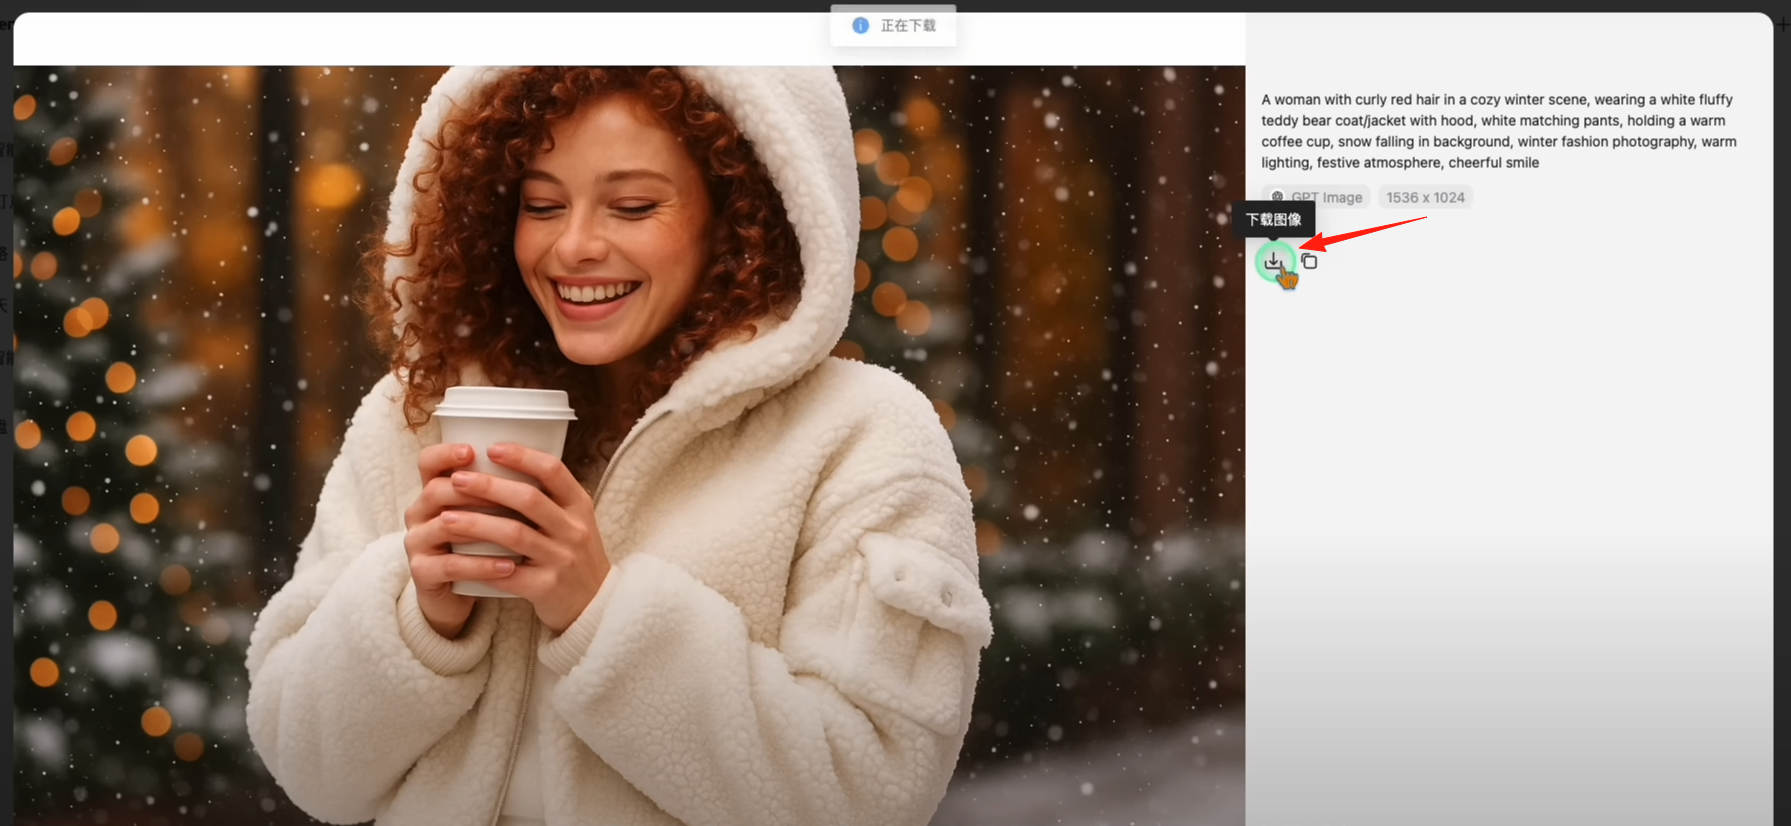 正在下载
A woman with curly red hair in a cozy winter scene, wearing a white fluffy
teddy bear coat/jacket with hood, white matching pants, holding a warm
coffee cup, snow falling in background, winter fashion photography, warm
lighting, festive atmosphere, cheerful smile
GPT Image 1536 x 1024
下载图像